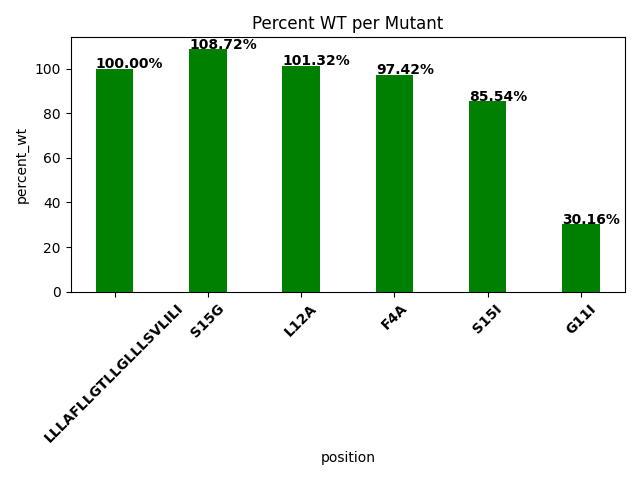 Percent WT per Mutant
percent_wt
100
80
60
40
20
0
100.00%
108.72%
101.32%
97.42%
85.54%
30.16%
LLLAFLLGTLLGLLLSVLILI
S15G
L12A
F4A
S15I
G11I
position